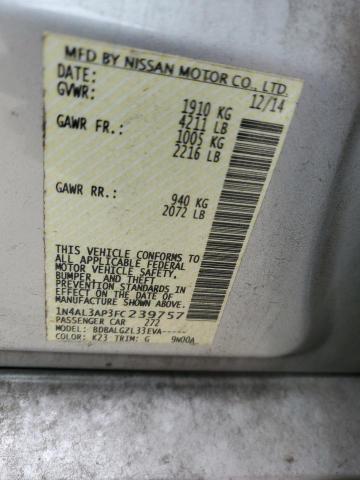 MFD BY NISSAN MOTOR CO., LTD.
DATE: 12/14
GVWR: 1910 KG
4211 LB
GAWR FR.: 1005 KG
2216 LB
GAWR RR.: 940 KG
2072 LB
THIS VEHICLE CONFORMS TO
ALL APPLICABLE FEDERAL
MOTOR VEHICLE SAFETY,
BUMPER, AND THEFT
PREVENTION STANDARDS IN
EFFECT ON THE DATE OF
MANUFACTURE SHOWN ABOVE.
1N4AL3AP3FC239757
PASSENGER CAR 272
MODEL: BDBALGZL33EVA-----
COLOR: K23 TRIM: G 9N00A